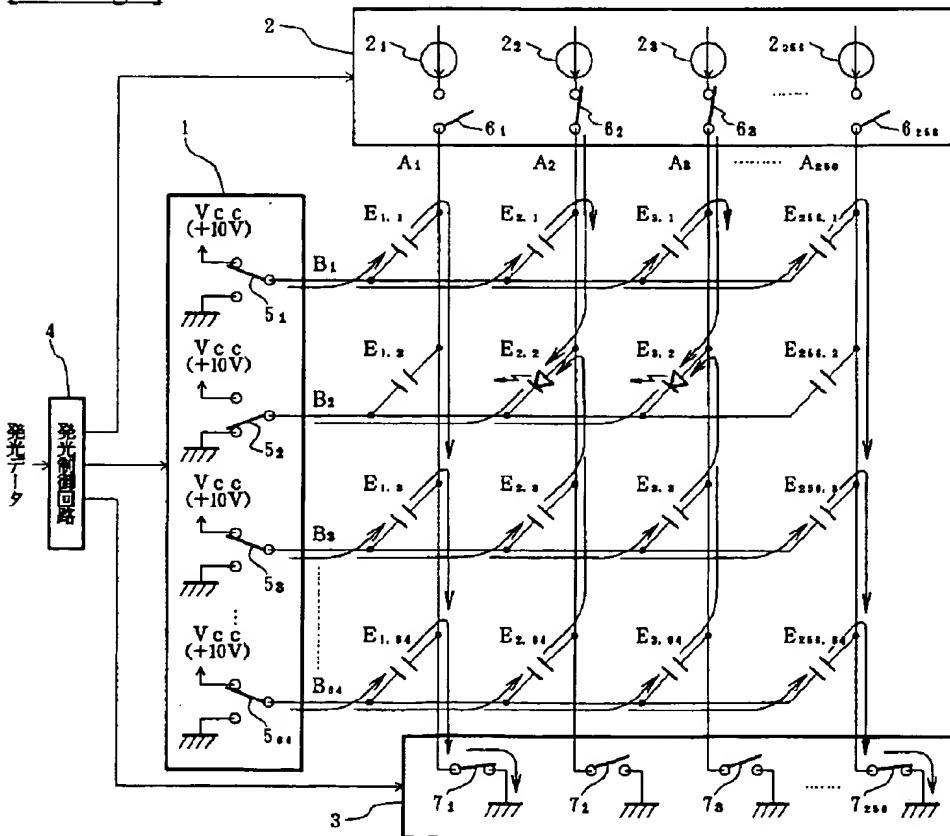 2
2₁
2₂
2₃
2₂₅₆
……
6₁
6₂
6₃
6₂₅₆
1
A₁
A₂
A₃
………
A₂₅₆
Vcc
(+10V)
B₁
5₁
E₁.₁
E₂.₁
E₃.₁
E₂₅₆.₁
4
発光データ
発光制御回路
Vcc
(+10V)
B₂
5₂
E₁.₂
E₂.₂
E₃.₂
E₂₅₆.₂
Vcc
(+10V)
B₃
5₃
E₁.₃
E₂.₃
E₃.₃
E₂₅₆.₃
Vcc
(+10V)
B₆₄
5₆₄
E₁.₆₄
E₂.₆₄
E₃.₆₄
E₂₅₆.₆₄
3
7₁
7₂
7₃
……
7₂₅₆